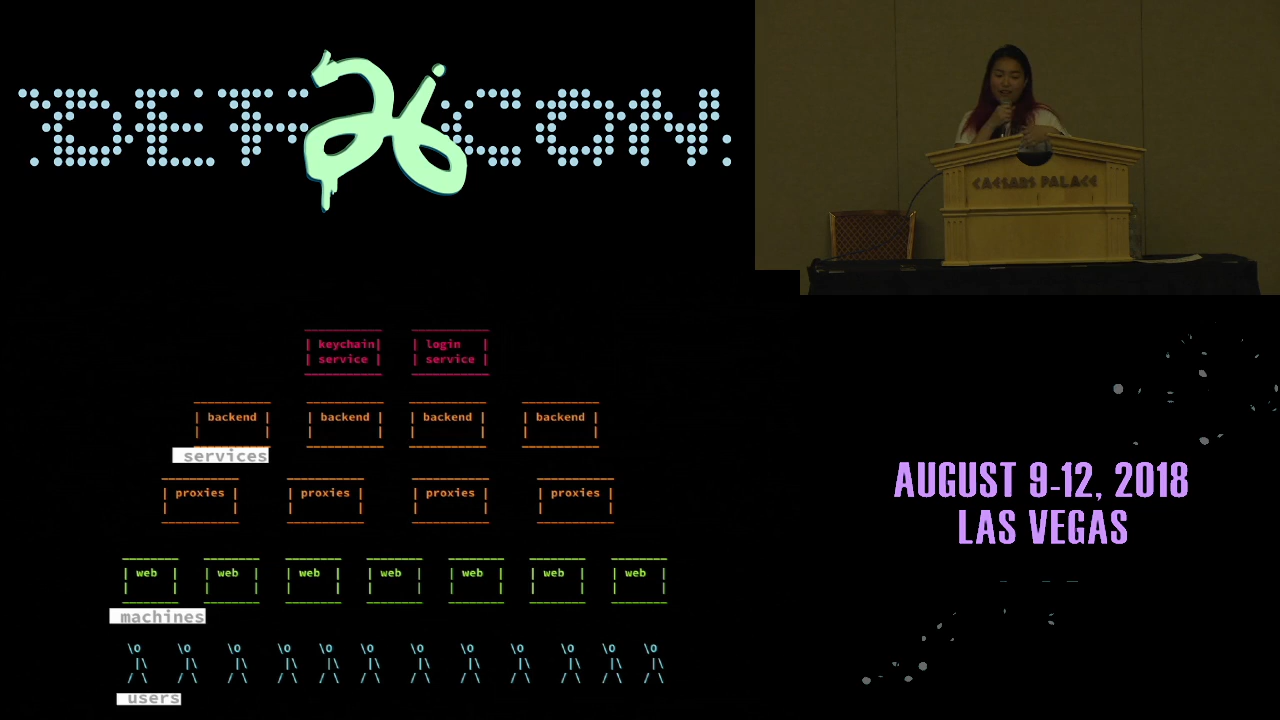 DEF 26 CON
CAESARS PALACE
keychain login
service service
backend backend backend backend
services
proxies proxies proxies proxies
web web web web web web web
machines
users
AUGUST 9-12, 2018
LAS VEGAS